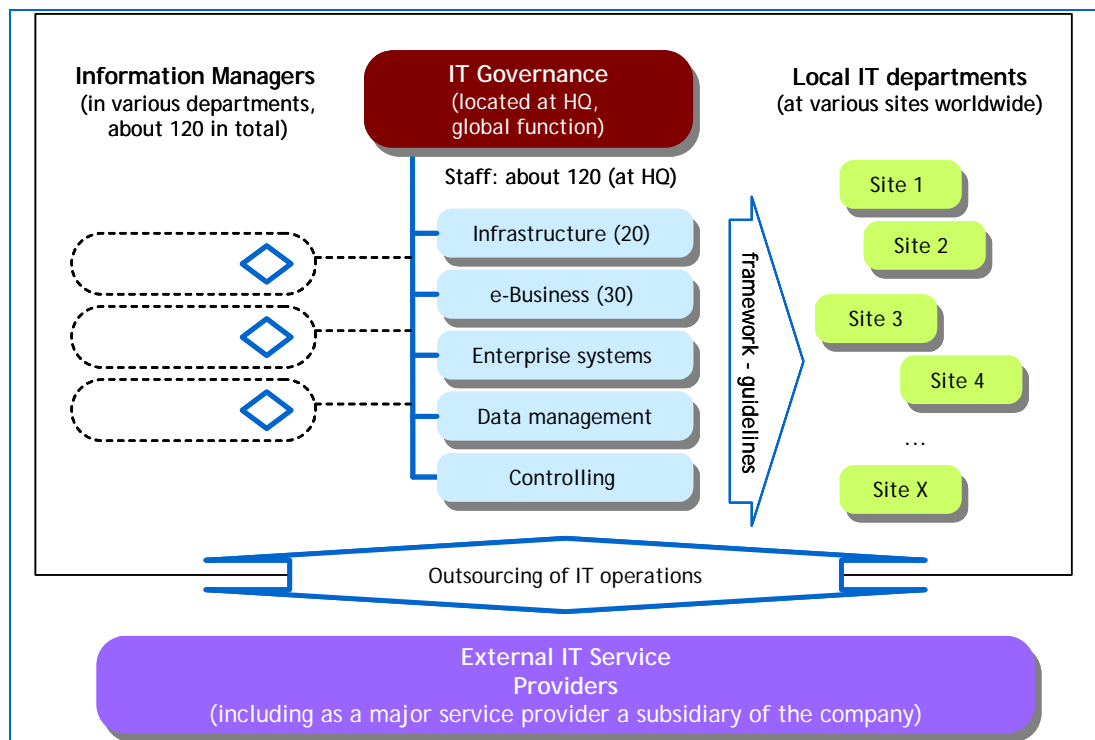 Information Managers
(in various departments,
about 120 in total)
IT Governance
(located at HQ,
global function)
Local IT departments
(at various sites worldwide)
Staff: about 120 (at HQ)
Infrastructure (20)
e-Business (30)
Enterprise systems
Data management
Controlling
framework - guidelines
Site 1
Site 2
Site 3
Site 4
...
Site X
Outsourcing of IT operations
External IT Service
Providers
(including as a major service provider a subsidiary of the company)